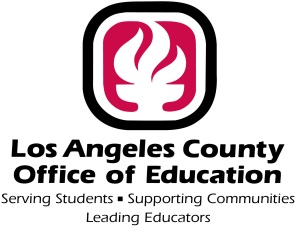 Los Angeles County
Office of Education
Serving Students ▪ Supporting Communities
Leading Educators